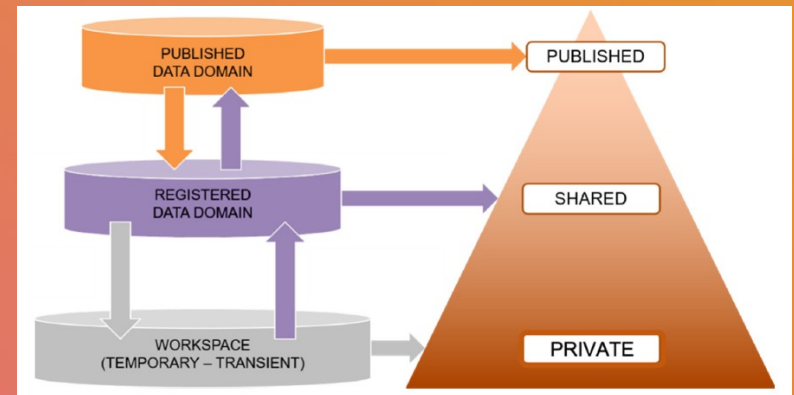 PUBLISHED
DATA DOMAIN
PUBLISHED
REGISTERED
DATA DOMAIN
SHARED
WORKSPACE
(TEMPORARY – TRANSIENT)
PRIVATE